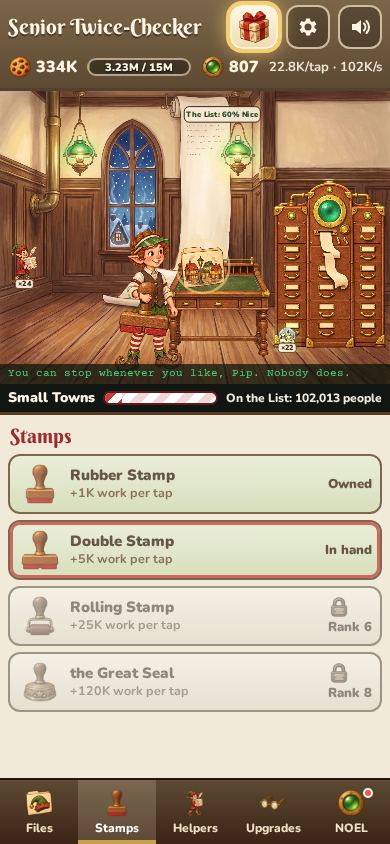 Senior Twice-Checker
334K
3.23M / 15M
807
22.8K/tap · 102K/s
The List: 60% Nice
×24
×22
You can stop whenever you like, Pip. Nobody does.
Small Towns
On the List: 102,013 people
Stamps
Rubber Stamp
+1K work per tap
Owned
Double Stamp
+5K work per tap
In hand
Rolling Stamp
+25K work per tap
Rank 6
the Great Seal
+120K work per tap
Rank 8
Files
Stamps
Helpers
Upgrades
NOEL